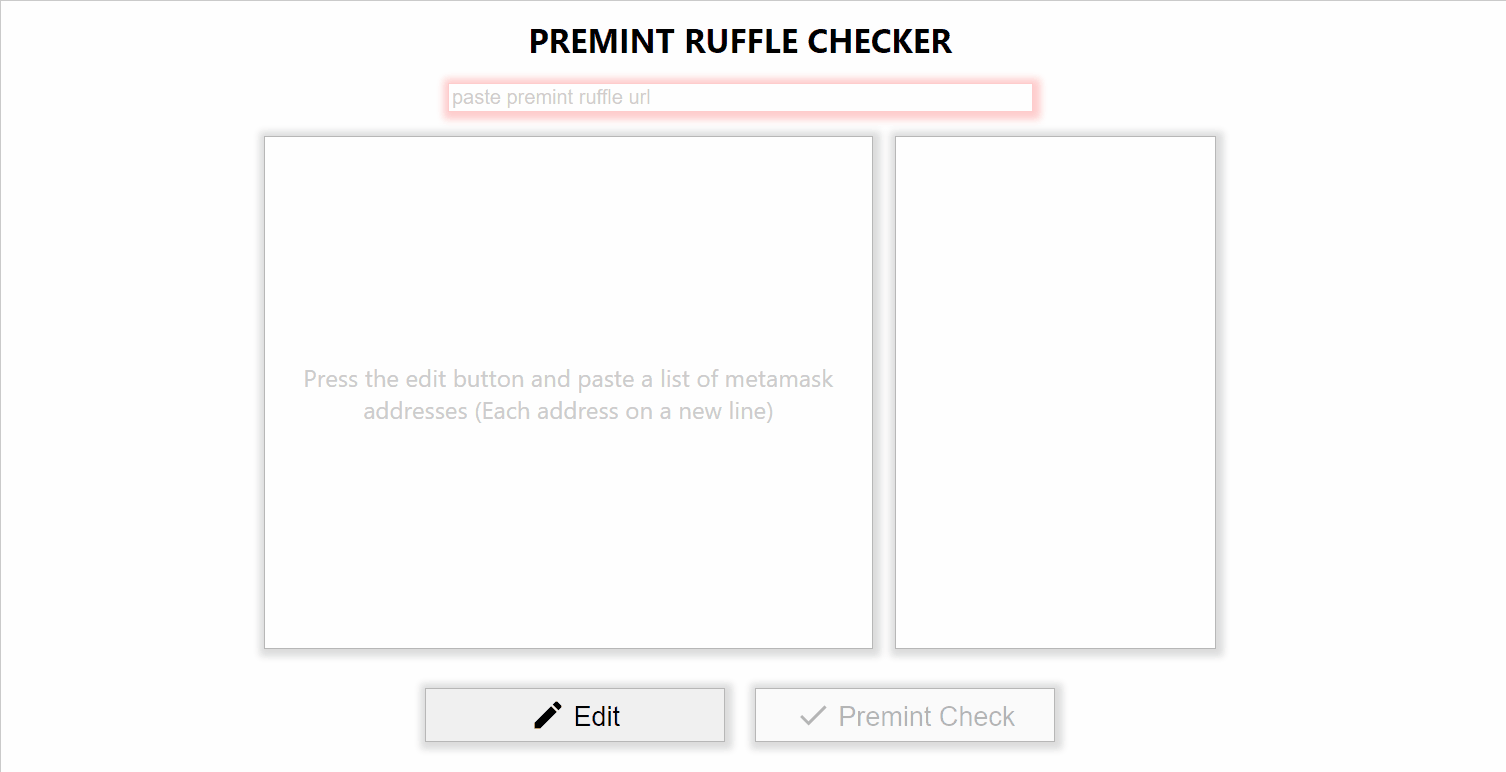 PREMINT RUFFLE CHECKER
paste premint ruffle url
Press the edit button and paste a list of metamask
addresses (Each address on a new line)
Edit
Premint Check